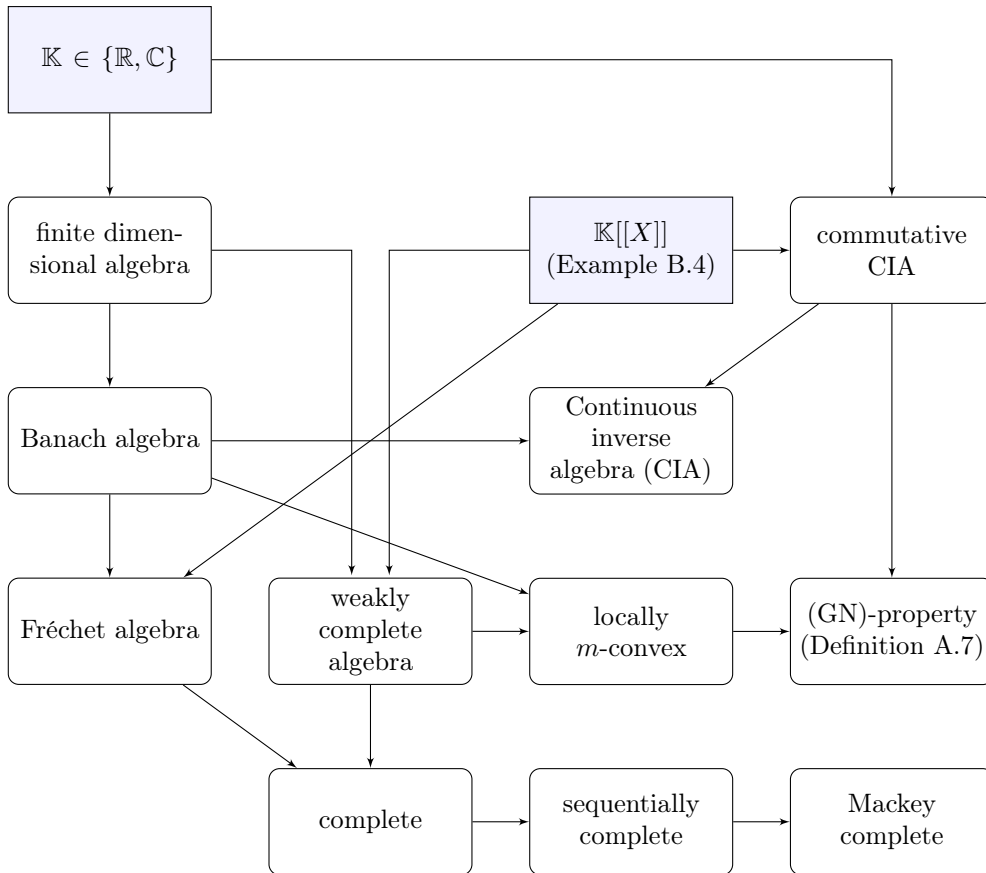 𝕂 ∈ {ℝ, ℂ}
finite dimen-
sional algebra
𝕂[[X]]
(Example B.4)
commutative
CIA
Banach algebra
Continuous
inverse
algebra (CIA)
Fréchet algebra
weakly
complete
algebra
locally
m-convex
(GN)-property
(Definition A.7)
complete
sequentially
complete
Mackey
complete